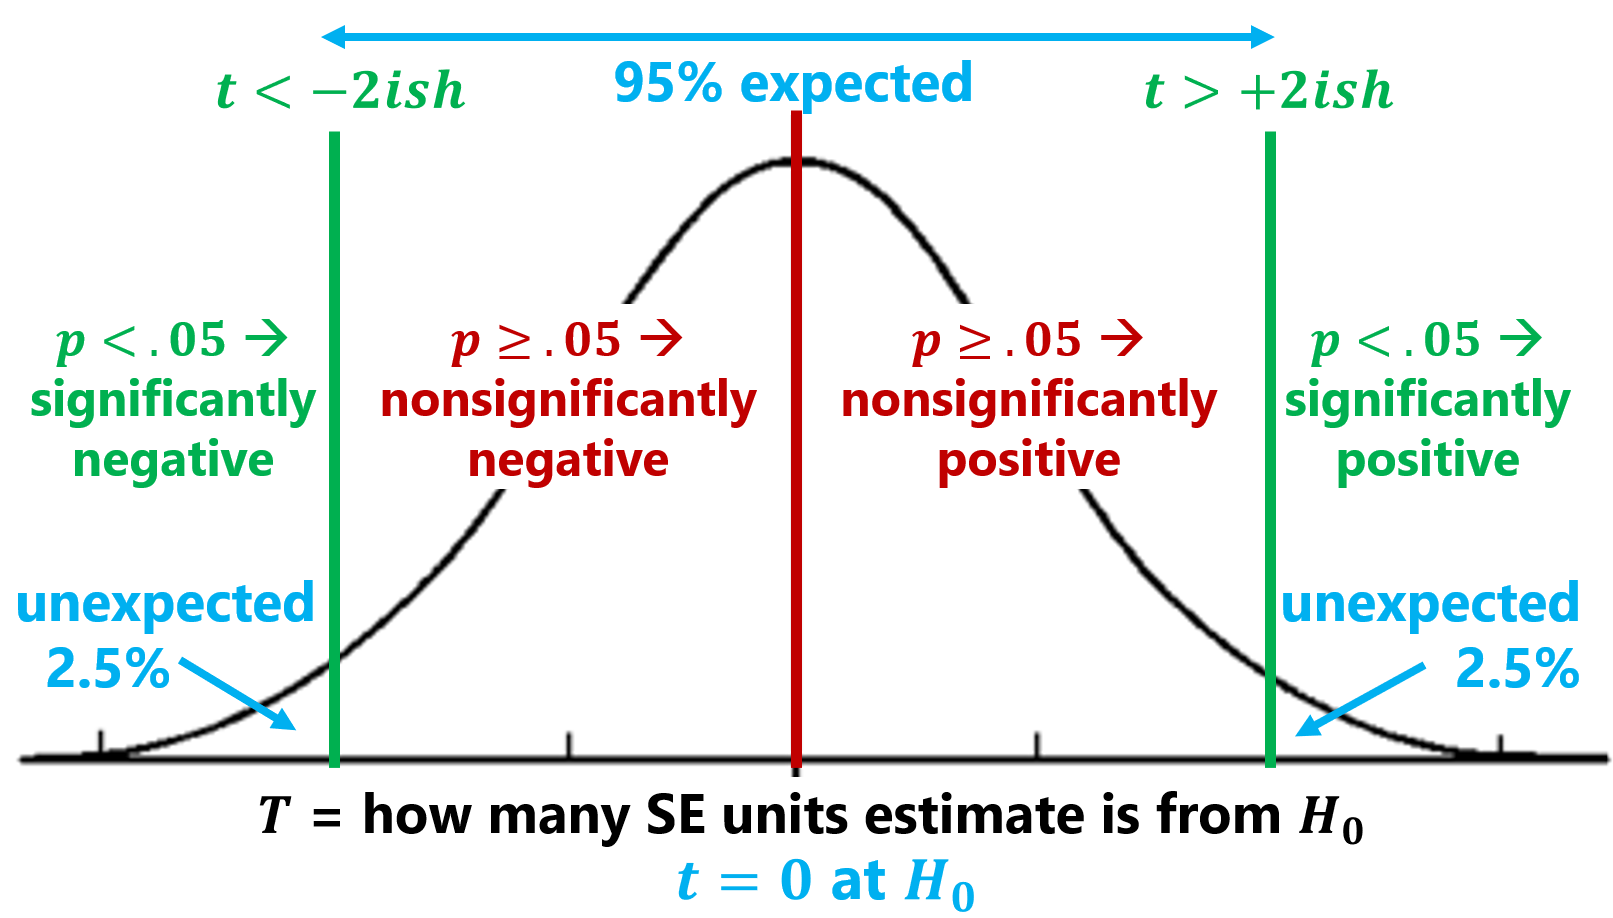 t < −2ish
95% expected
t > +2ish
p < .05 →
significantly
negative
p ≥ .05 →
nonsignificantly
negative
p ≥ .05 →
nonsignificantly
positive
p < .05 →
significantly
positive
unexpected
2.5%
unexpected
2.5%
T = how many SE units estimate is from H₀
t = 0 at H₀